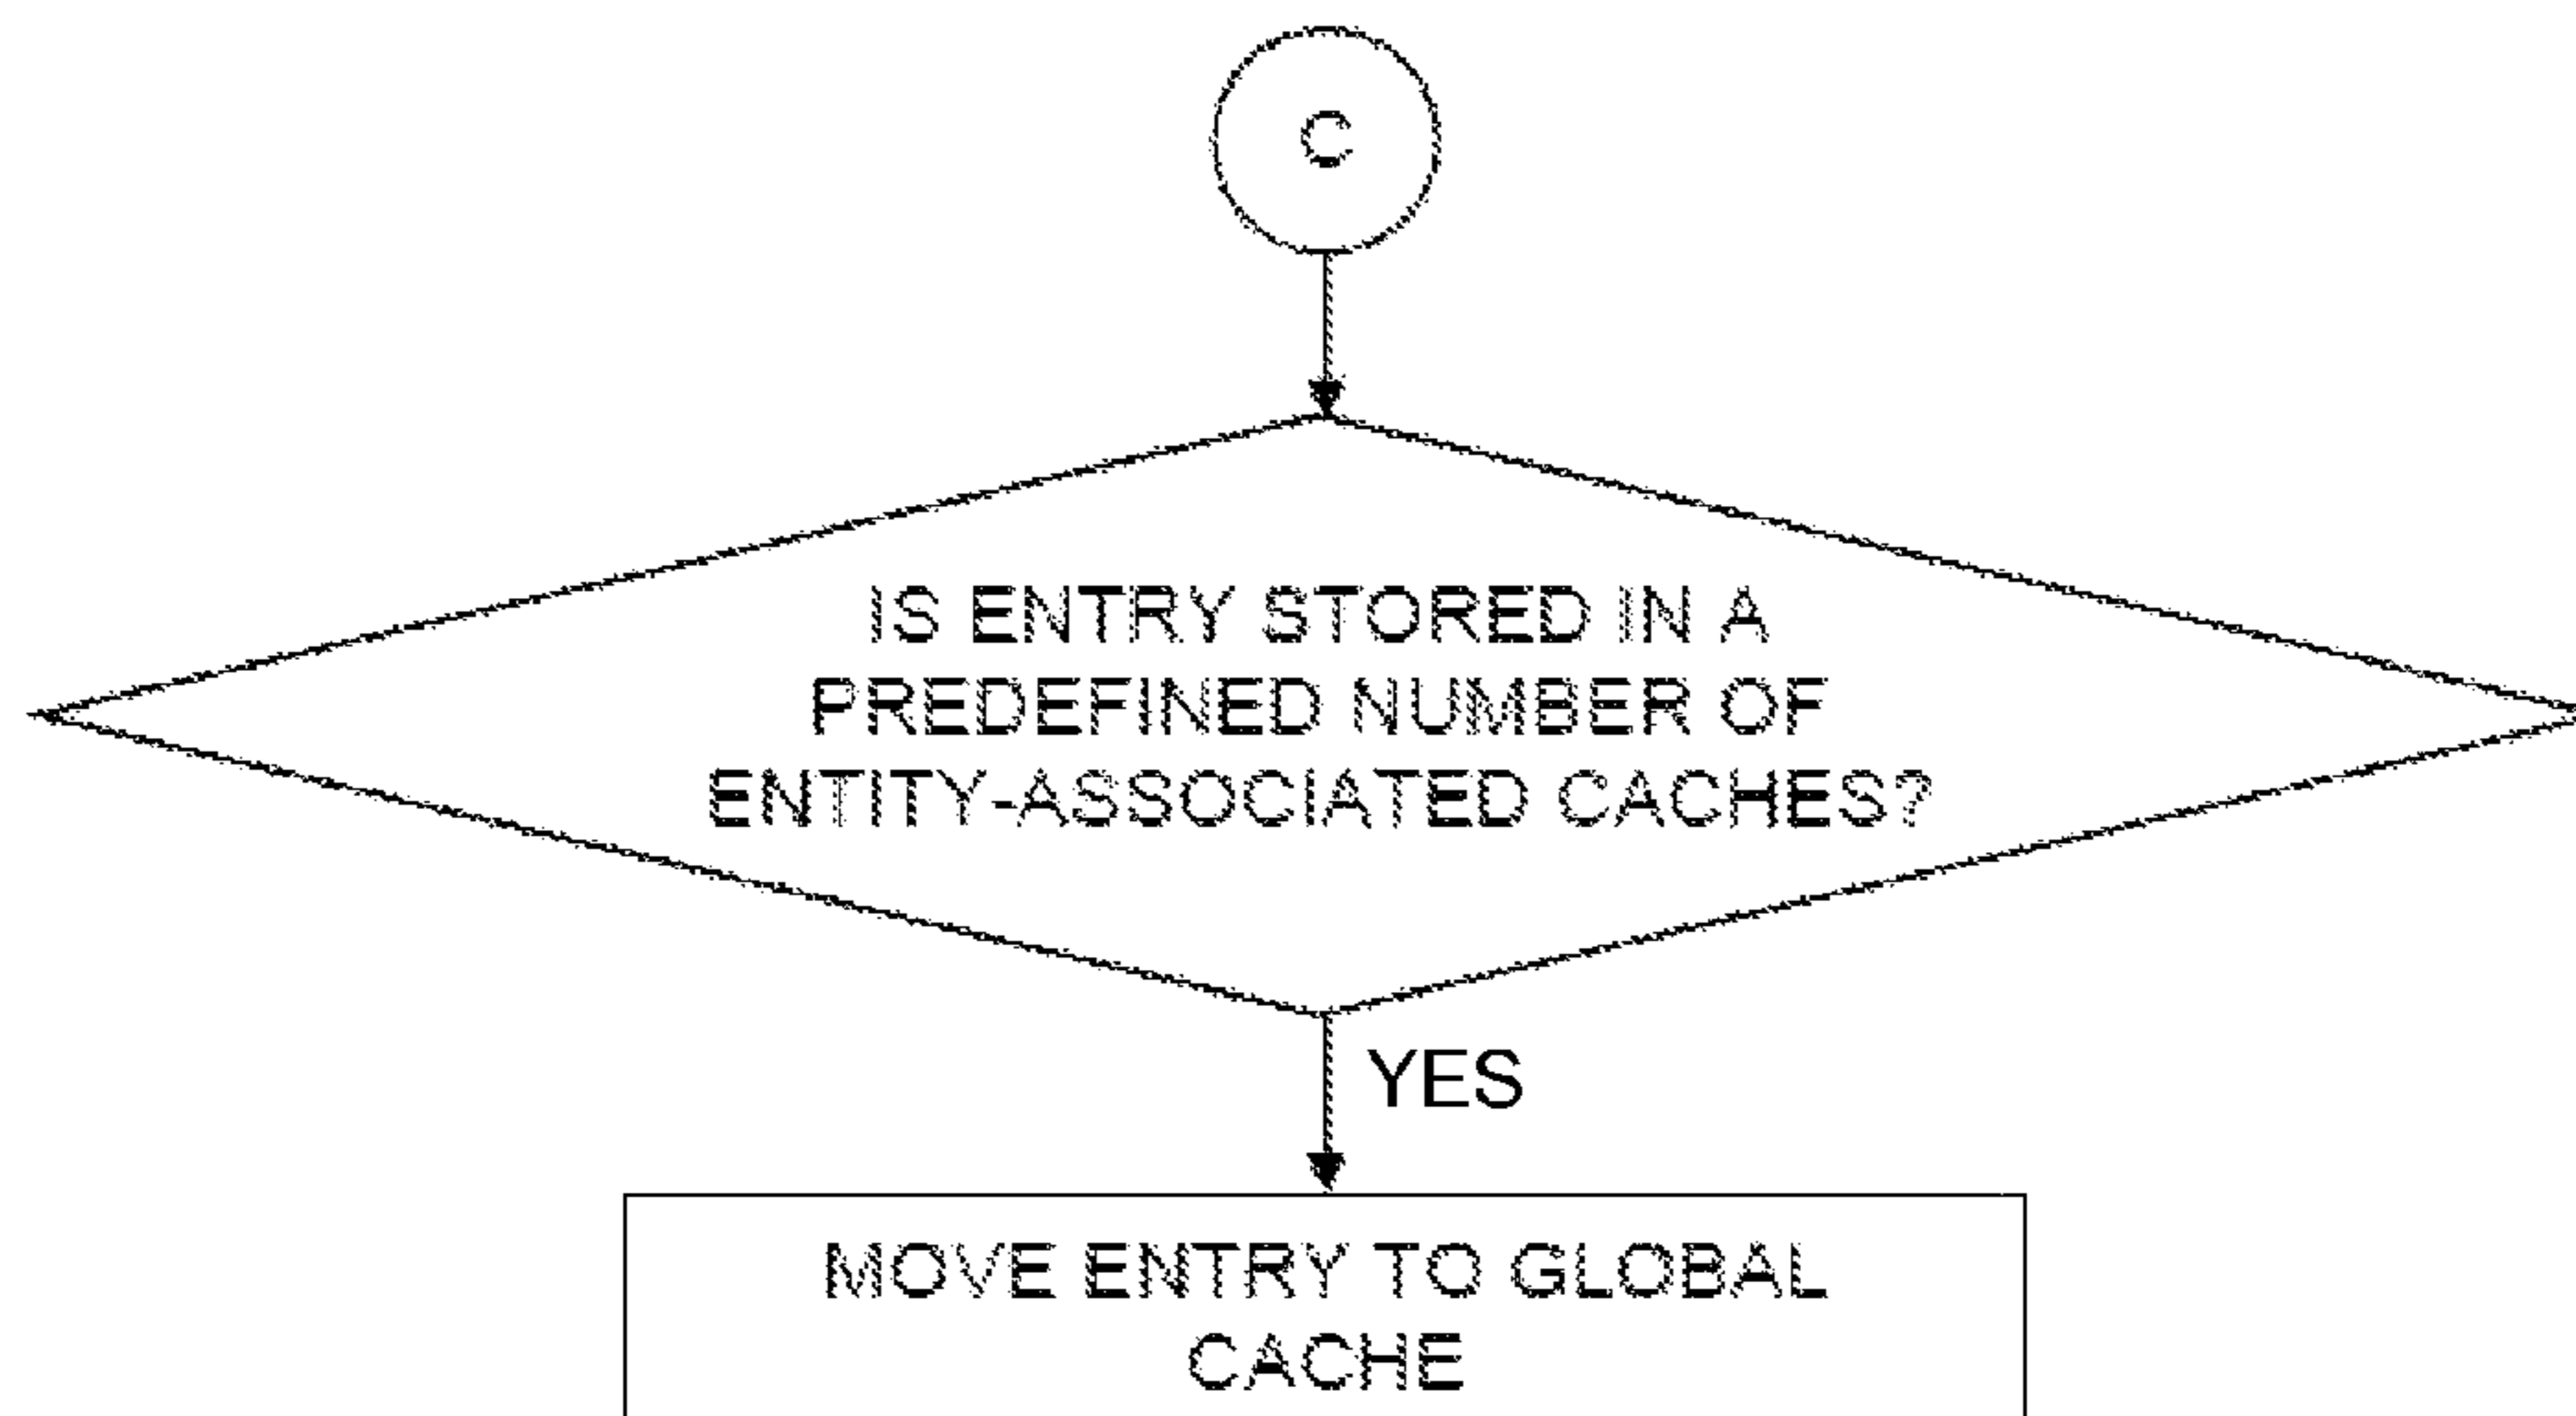 C
IS ENTRY STORED IN A
PREDEFINED NUMBER OF
ENTITY-ASSOCIATED CACHES?
YES
MOVE ENTRY TO GLOBAL
CACHE